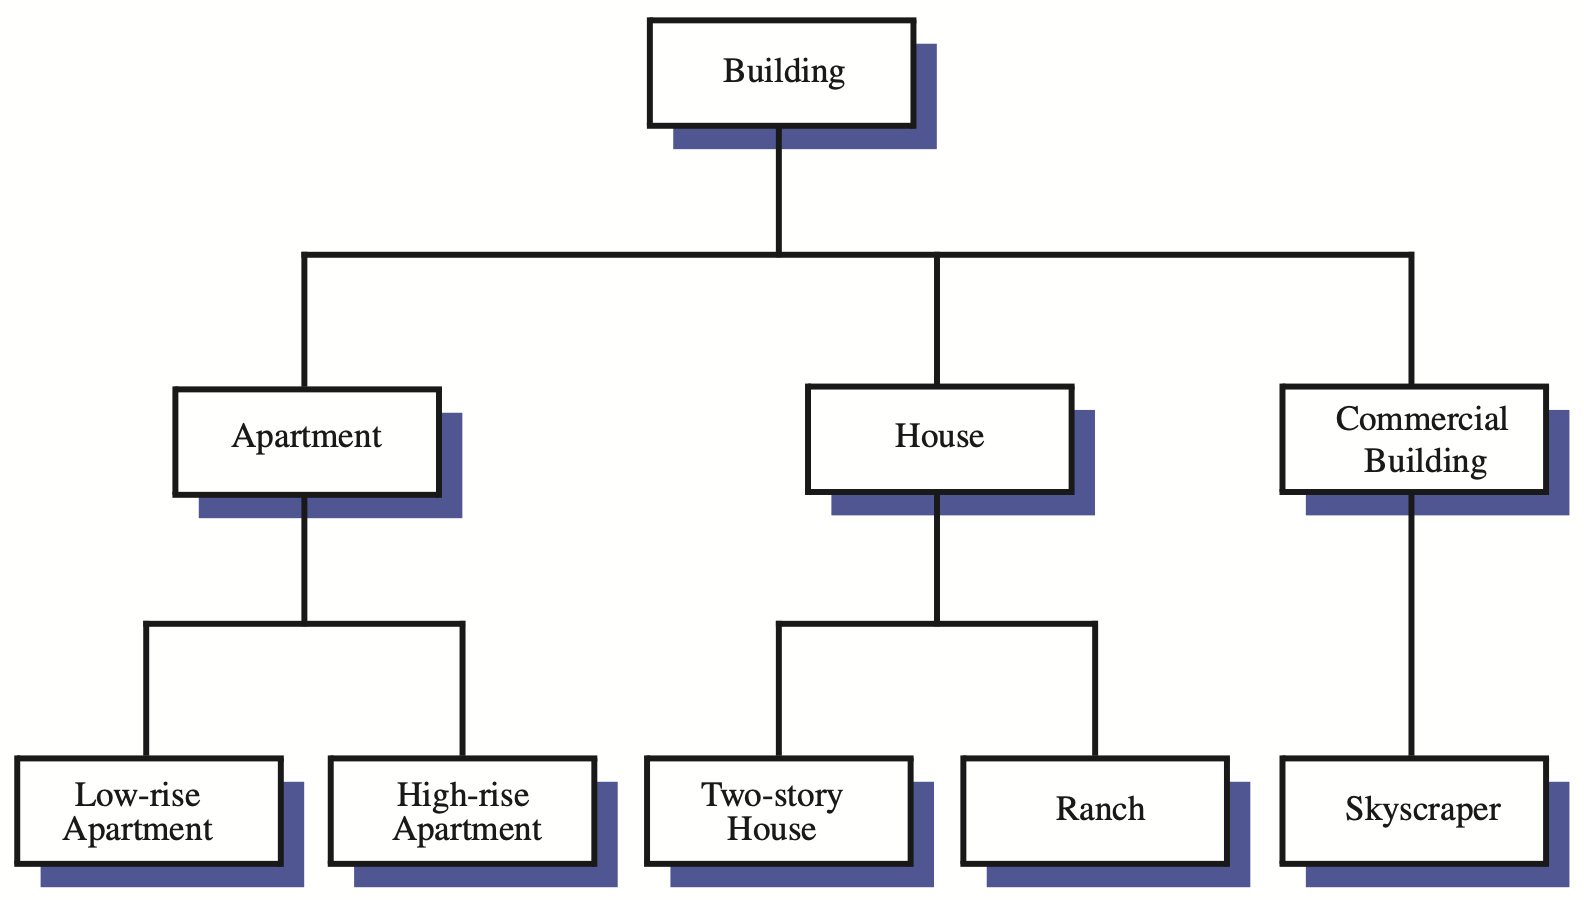 Building
Apartment
House
Commercial
Building
Low-rise
Apartment
High-rise
Apartment
Two-story
House
Ranch
Skyscraper